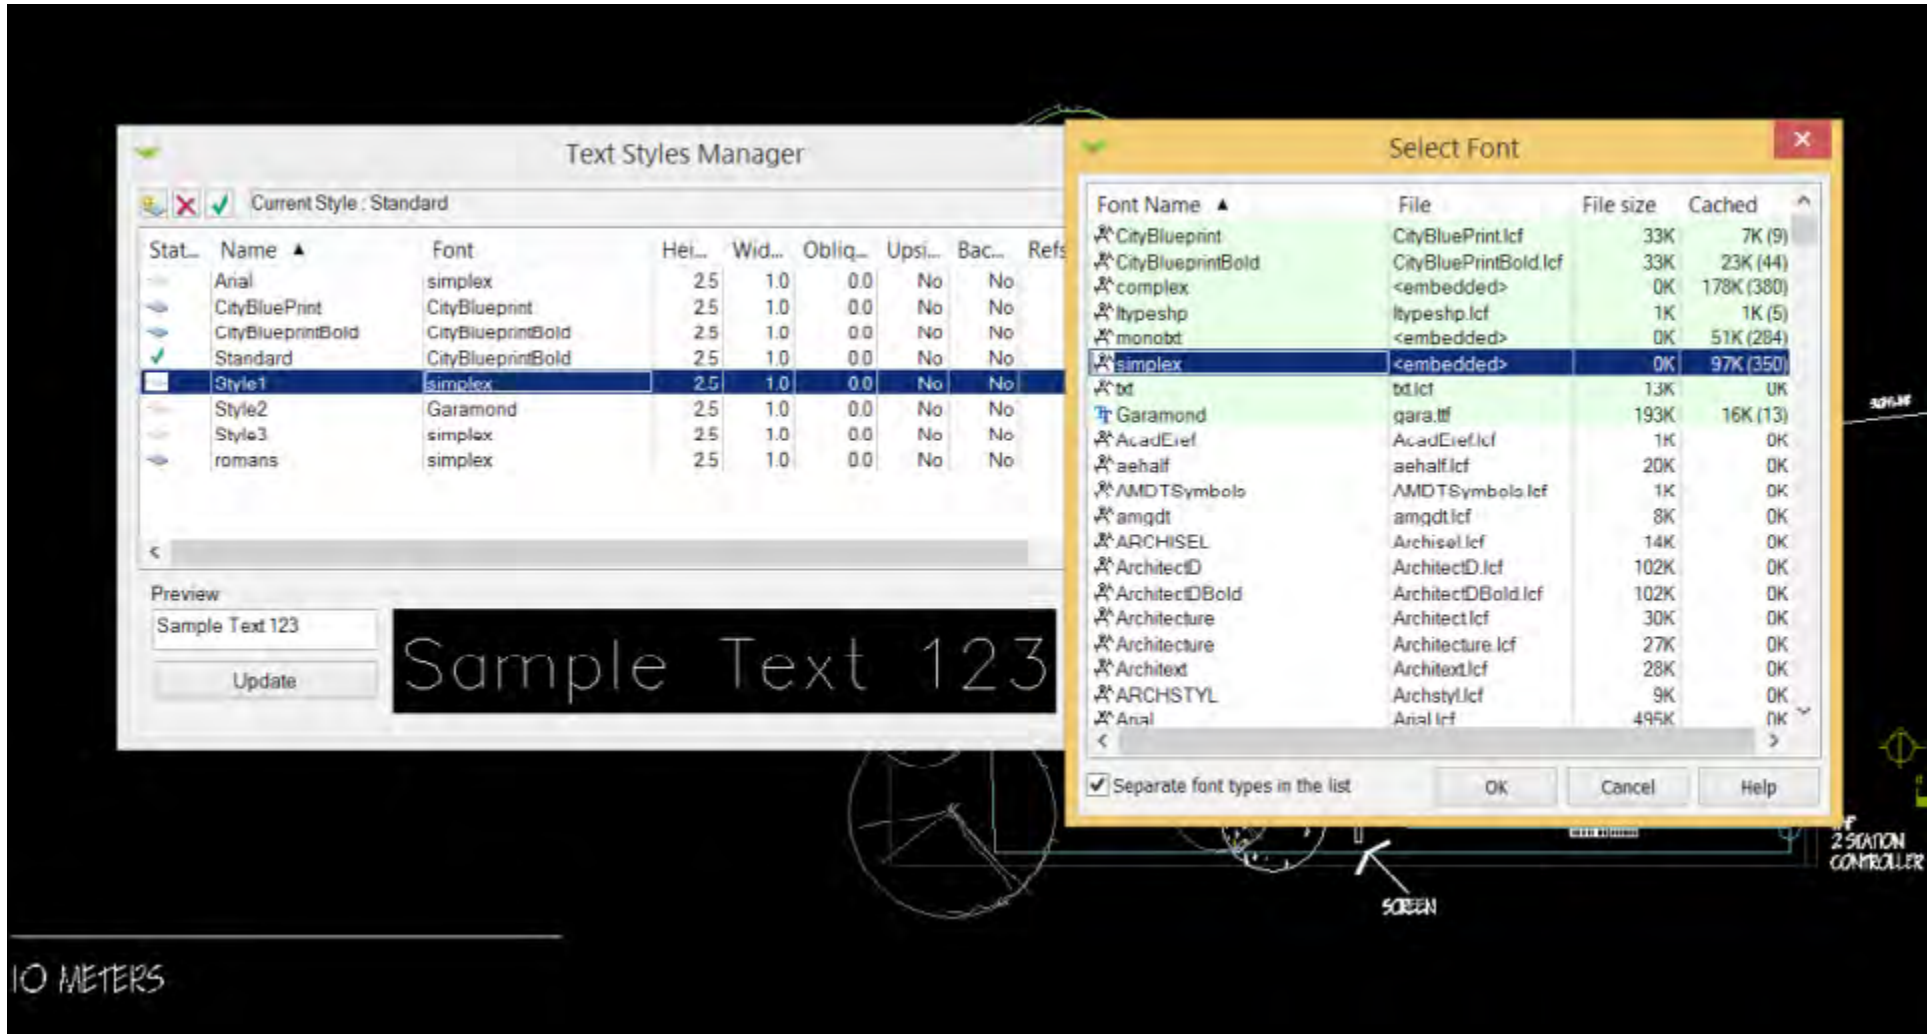 Text Styles Manager
Current Style : Standard
Stat... Name ▲ Font Hei... Wid... Obliq... Upsi... Bac... Refs
Arial simplex 2.5 1.0 0.0 No No
CityBluePrint CityBlueprint 2.5 1.0 0.0 No No
CityBlueprintBold CityBlueprintBold 2.5 1.0 0.0 No No
Standard CityBlueprintBold 2.5 1.0 0.0 No No
Style1 simplex 2.5 1.0 0.0 No No
Style2 Garamond 2.5 1.0 0.0 No No
Style3 simplex 2.5 1.0 0.0 No No
romans simplex 2.5 1.0 0.0 No No
Preview
Sample Text 123
Update
Sample Text 123
Select Font
Font Name ▲ File File size Cached
CityBlueprint CityBluePrint.lcf 33K 7K (9)
CityBlueprintBold CityBluePrintBold.lcf 33K 23K (44)
complex <embedded> 0K 178K (380)
ltypeshp ltypeshp.lcf 1K 1K (5)
monotxt <embedded> 0K 51K (284)
simplex <embedded> 0K 97K (350)
txt txt.lcf 13K 0K
Garamond gara.ttf 193K 16K (13)
AcadEref AcadEref.lcf 1K 0K
aehalf aehalf.lcf 20K 0K
AMDTSymbols AMDTSymbols.lcf 1K 0K
amgdt amgdt.lcf 8K 0K
ARCHISEL Archisel.lcf 14K 0K
ArchitectD ArchitectD.lcf 102K 0K
ArchitectDBold ArchitectDBold.lcf 102K 0K
Architecture Architect.lcf 30K 0K
Architecture Architecture.lcf 27K 0K
Architext Architext.lcf 28K 0K
ARCHSTYL Archstyl.lcf 9K 0K
Arial Arial.lcf 495K 0K
Separate font types in the list
OK Cancel Help
2 STATION
CONTROLLER
SCREEN
10 METERS